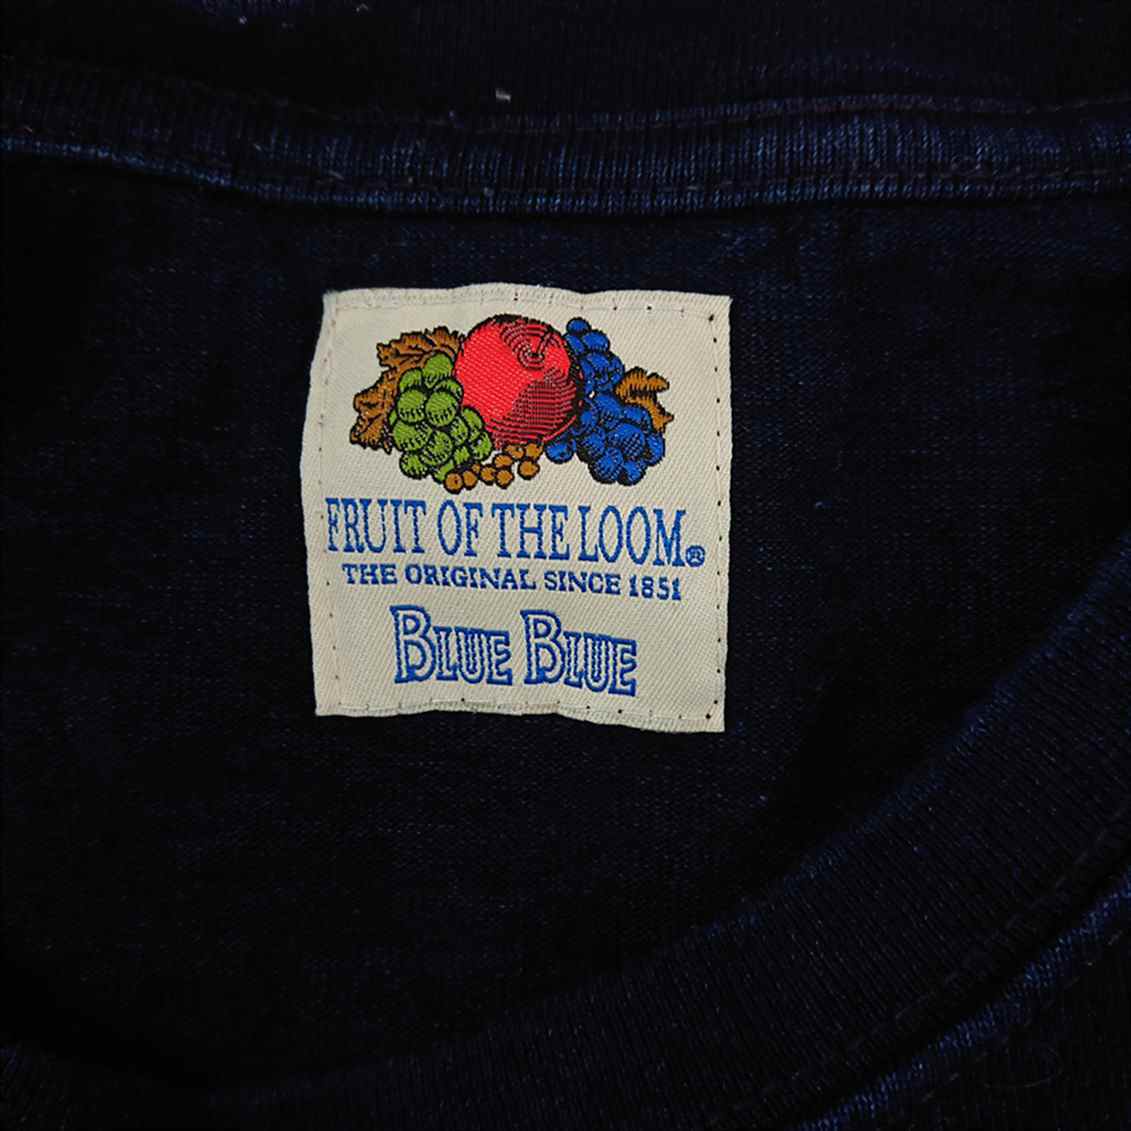 FRUIT OF THE LOOM®
THE ORIGINAL SINCE 1851
BLUE BLUE